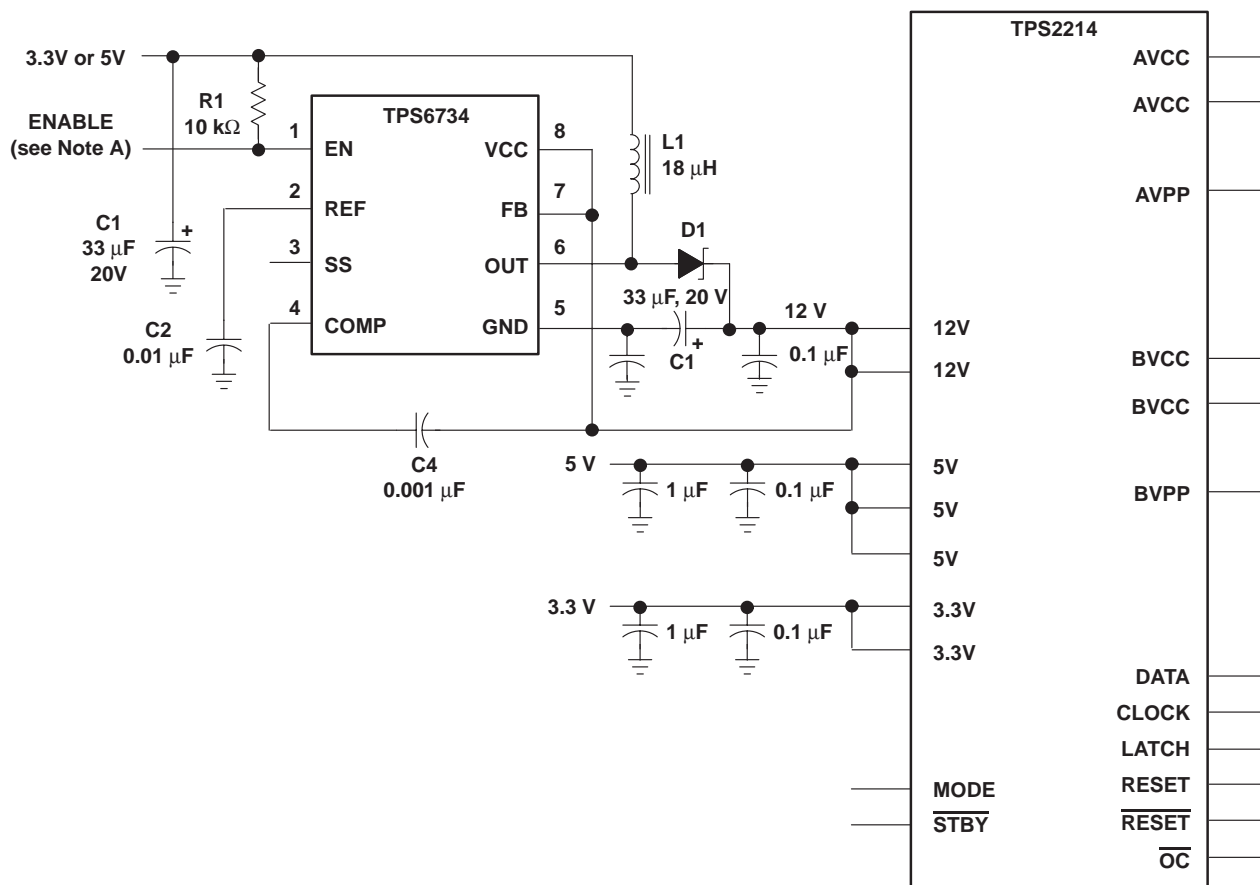 TPS2214
3.3V or 5V
AVCC
R1
10 kΩ
TPS6734
AVCC
ENABLE
(see Note A)
1
EN
8
VCC
L1
18 μH
2
REF
7
FB
AVPP
C1
33 μF
20V
+
3
SS
6
OUT
D1
4
COMP
5
GND
33 μF, 20 V
12 V
12V
C2
0.01 μF
+
C1
0.1 μF
BVCC
12V
BVCC
C4
0.001 μF
5 V
1 μF
0.1 μF
5V
BVPP
5V
5V
3.3 V
1 μF
0.1 μF
3.3V
3.3V
DATA
CLOCK
LATCH
MODE
RESET
STBY
RESET
OC